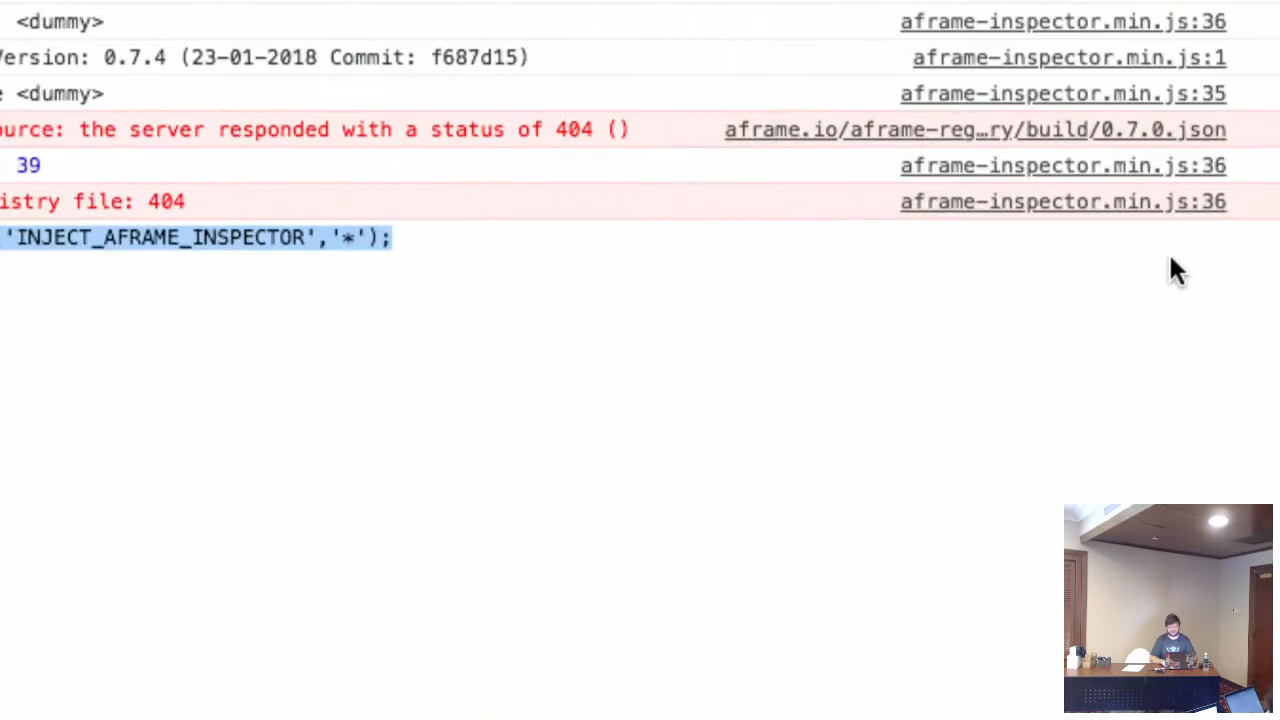 <dummy> aframe-inspector.min.js:36
Version: 0.7.4 (23-01-2018 Commit: f687d15) aframe-inspector.min.js:1
e <dummy> aframe-inspector.min.js:35
ource: the server responded with a status of 404 () aframe.io/aframe-reg…ry/build/0.7.0.json
: 39 aframe-inspector.min.js:36
istry file: 404 aframe-inspector.min.js:36
'INJECT_AFRAME_INSPECTOR','*');